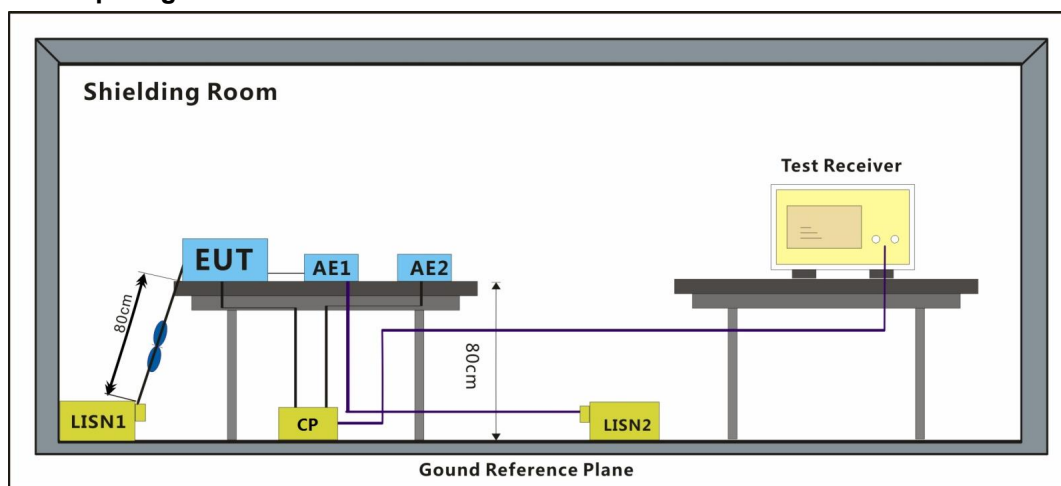 Shielding Room
Test Receiver
EUT
AE1
AE2
80cm
80cm
LISN1
CP
LISN2
Gound Reference Plane